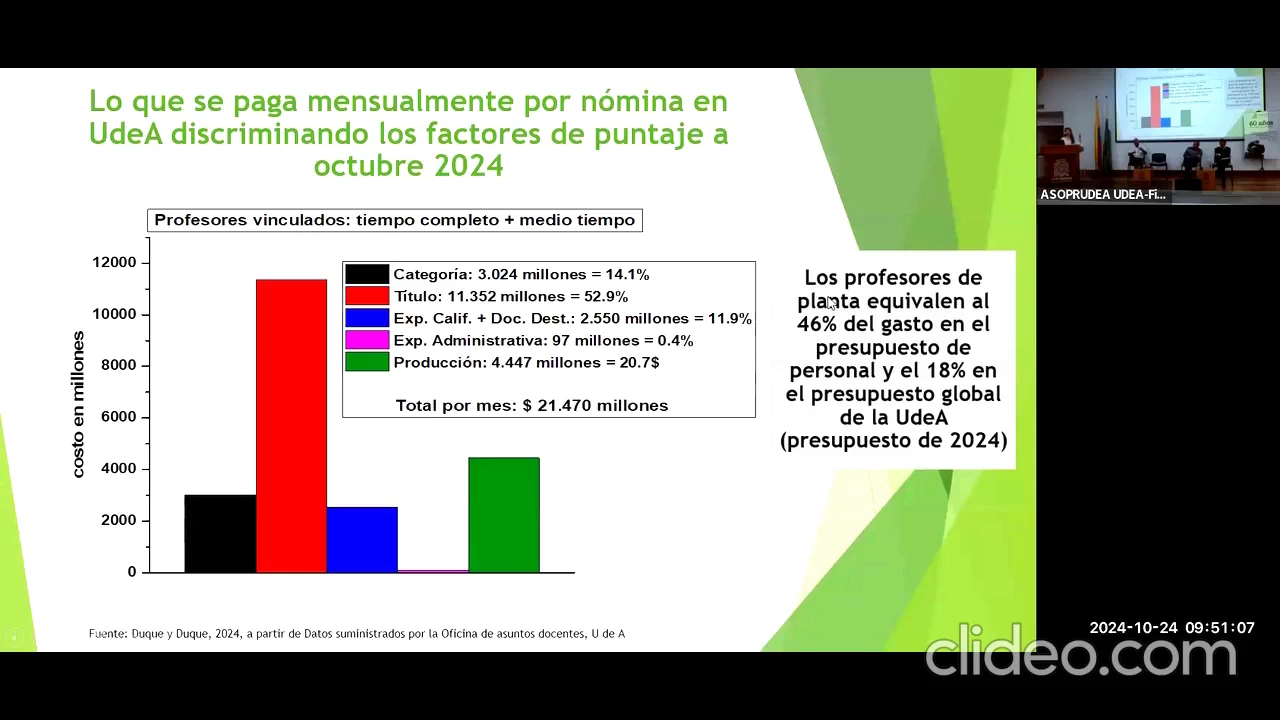 Lo que se paga mensualmente por nómina en
UdeA discriminando los factores de puntaje a
octubre 2024
Profesores vinculados: tiempo completo + medio tiempo
costo en millones
12000
10000
8000
6000
4000
2000
0
Categoría: 3.024 millones = 14.1%
Título: 11.352 millones = 52.9%
Exp. Calif. + Doc. Dest.: 2.550 millones = 11.9%
Exp. Administrativa: 97 millones = 0.4%
Producción: 4.447 millones = 20.7$
Total por mes: $ 21.470 millones
Los profesores de
planta equivalen al
46% del gasto en el
presupuesto de
personal y el 18% en
el presupuesto global
de la UdeA
(presupuesto de 2024)
Fuente: Duque y Duque, 2024, a partir de Datos suministrados por la Oficina de asuntos docentes, U de A
60 años
ASOPRUDEA UDEA-Fi...
2024-10-24 09:51:07
clideo.com